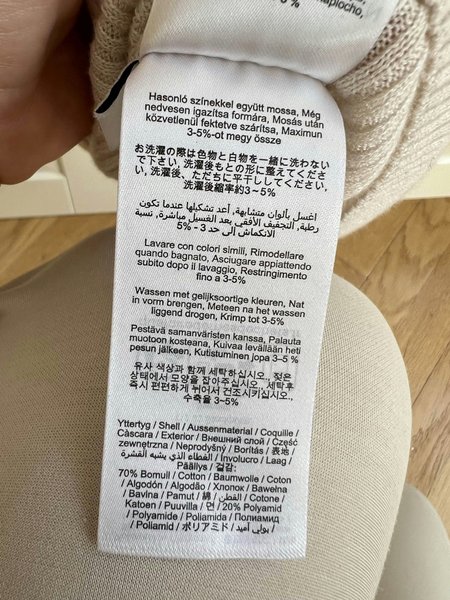 % -
apiocho,
Hasonló színekkel együtt mossa, Még
nedvesen igazítsa formára, Mosás után
közvetlenül fektetve szárítsa, Maximun
3-5%-ot megy össze
お洗濯の際は色物と白物を一緒に洗わない
で下さい, 洗濯後もとの形に整えてくださ
い, 洗濯後、ただちに平干ししてください,
洗濯後縮率約3~5%
اغسل بألوان متشابهة, أعد تشكيلها عندما تكون
رطبة, التجفيف الأفقي بعد الغسيل مباشرة, نسبة
الانكماش إلى حد 3 - 5%
Lavare con colori simili, Rimodellare
quando bagnato, Asciugare appiattendo
subito dopo il lavaggio, Restringimento
fino a 3-5%
Wassen met gelijksoortige kleuren, Nat
in vorm brengen, Meteen na het wassen
liggend drogen, Krimp tot 3-5%
Pestävä samanväristen kanssa, Palauta
muotoon kosteana, Kuivaa levällään heti
pesun jälkeen, Kutistuminen jopa 3–5 %
유사 색상과 함께 세탁하십시오., 젖은
상태에서 모양을 잡아주십시오., 세탁후
즉시 편편하게 뉘어서 건조시키십시오.,
수축율 3~5%
Yttertyg / Shell / Aussenmaterial / Coquille /
Càscara / Exterior / Внешний слой / Część
zewnętrzna / Neprodyšný / Borítás / 表地 /
القطاع الذي يشبه القشرة / Involucro / Laag /
Päällys / 겉감:
70% Bomull / Cotton / Baumwolle / Coton
/ Algodón / Algodão / Хлопок / Bawełna
/ Bavlna / Pamut / 綿 / القطن / Cotone /
Katoen / Puuvilla / 면 / 20% Polyamid
/ Polyamide / Poliamida / Полиамид
/ Poliamid / ポリアミド / بولي أميد /